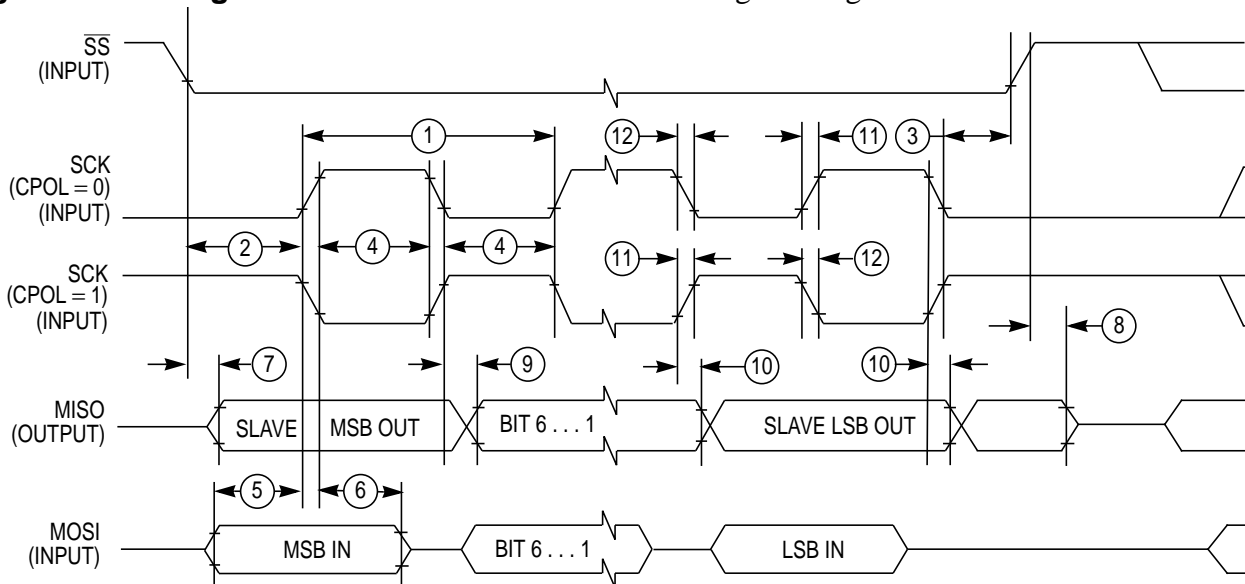 SS
(INPUT)
1
12
11
3
SCK
(CPOL = 0)
(INPUT)
2
4
4
11
12
SCK
(CPOL = 1)
(INPUT)
8
7
9
10
10
MISO
(OUTPUT)
SLAVE MSB OUT
BIT 6 . . . 1
SLAVE LSB OUT
5
6
MOSI
(INPUT)
MSB IN
BIT 6 . . . 1
LSB IN